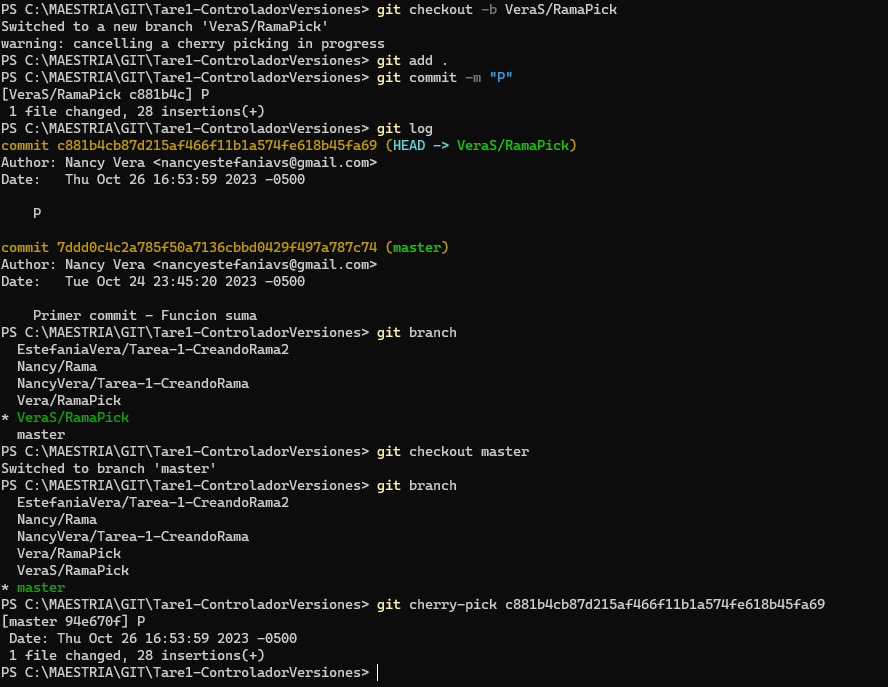 PS C:\MAESTRIA\GIT\Tare1-ControladorVersiones> git checkout -b VeraS/RamaPick
Switched to a new branch 'VeraS/RamaPick'
warning: cancelling a cherry picking in progress
PS C:\MAESTRIA\GIT\Tare1-ControladorVersiones> git add .
PS C:\MAESTRIA\GIT\Tare1-ControladorVersiones> git commit -m "P"
[VeraS/RamaPick c881b4c] P
 1 file changed, 28 insertions(+)
PS C:\MAESTRIA\GIT\Tare1-ControladorVersiones> git log
commit c881b4cb87d215af466f11b1a574fe618b45fa69 (HEAD -> VeraS/RamaPick)
Author: Nancy Vera <nancyestefaniavs@gmail.com>
Date:   Thu Oct 26 16:53:59 2023 -0500

    P

commit 7ddd0c4c2a785f50a7136cbbd0429f497a787c74 (master)
Author: Nancy Vera <nancyestefaniavs@gmail.com>
Date:   Tue Oct 24 23:45:20 2023 -0500

    Primer commit - Funcion suma
PS C:\MAESTRIA\GIT\Tare1-ControladorVersiones> git branch
  EstefaniaVera/Tarea-1-CreandoRama2
  Nancy/Rama
  NancyVera/Tarea-1-CreandoRama
  Vera/RamaPick
* VeraS/RamaPick
  master
PS C:\MAESTRIA\GIT\Tare1-ControladorVersiones> git checkout master
Switched to branch 'master'
PS C:\MAESTRIA\GIT\Tare1-ControladorVersiones> git branch
  EstefaniaVera/Tarea-1-CreandoRama2
  Nancy/Rama
  NancyVera/Tarea-1-CreandoRama
  Vera/RamaPick
  VeraS/RamaPick
* master
PS C:\MAESTRIA\GIT\Tare1-ControladorVersiones> git cherry-pick c881b4cb87d215af466f11b1a574fe618b45fa69
[master 94e670f] P
 Date: Thu Oct 26 16:53:59 2023 -0500
 1 file changed, 28 insertions(+)
PS C:\MAESTRIA\GIT\Tare1-ControladorVersiones>